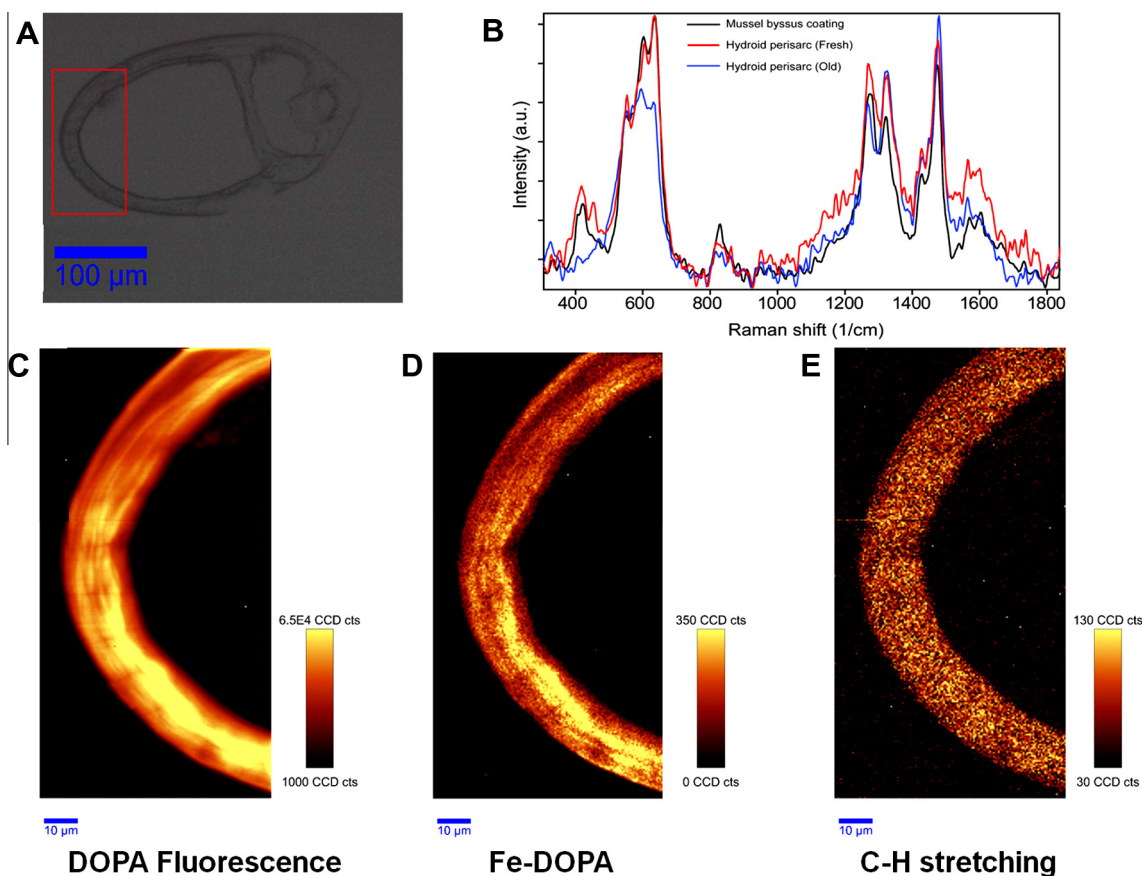 A
100 μm
B
Mussel byssus coating
Hydroid perisarc (Fresh)
Hydroid perisarc (Old)
Intensity (a.u.)
400 600 800 1000 1200 1400 1600 1800
Raman shift (1/cm)
C
6.5E4 CCD cts
1000 CCD cts
10 μm
DOPA Fluorescence
D
350 CCD cts
0 CCD cts
10 μm
Fe-DOPA
E
130 CCD cts
30 CCD cts
10 μm
C-H stretching